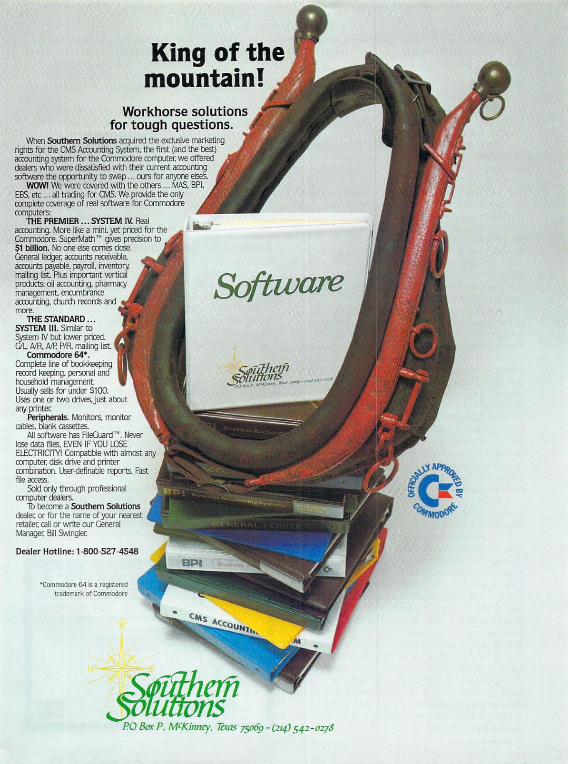 King of the
mountain!
Workhorse solutions
for tough questions.
When Southern Solutions acquired the exclusive marketing
rights for the CMS Accounting System, the first (and the best)
accounting system for the Commodore computer, we offered
dealers who were dissatisfied with their current accounting
software the opportunity to swap ... ours for anyone else's.
WOW! We were covered with the others ... MAS, BPI,
EBS, etc ... all trading for CMS. We provide the only
complete coverage of real software for Commodore
computers:
THE PREMIER ... SYSTEM IV. Real
accounting. More like a mini, yet priced for the
Commodore. SuperMath™ gives precision to
$1 billion. No one else comes close.
General ledger, accounts receivable,
accounts payable, payroll, inventory,
mailing list. Plus important vertical
products: oil accounting, pharmacy
management, encumbrance
accounting, church records and
more.
THE STANDARD ...
SYSTEM III. Similar to
System IV but lower priced.
G/L, A/R, A/P, P/R, mailing list.
Commodore 64*.
Complete line of bookkeeping
record keeping, personal and
household management.
Usually sells for under $100.
Uses one or two drives, just about
any printer.
Peripherals. Monitors, monitor
cables, blank cassettes.
All software has FileGuard™. Never
lose data files, EVEN IF YOU LOSE
ELECTRICITY! Compatible with almost any
computer, disk drive and printer
combination. User-definable reports. Fast
file access.
Sold only through professional
computer dealers.
To become a Southern Solutions
dealer, or for the name of your nearest
retailer, call or write our General
Manager, Bill Swingler.
Dealer Hotline: 1-800-527-4548
*Commodore 64 is a registered
trademark of Commodore
Software
Southern
Solutions
Business Accounting
BPI Business Accounting Systems
GENERAL LEDGER
BPI Business
CMS ACCOUNTING
OFFICIALLY APPROVED BY
COMMODORE
W
Southern
Solutions
P.O. Box P, McKinney, Texas 75069 - (214) 542-0278